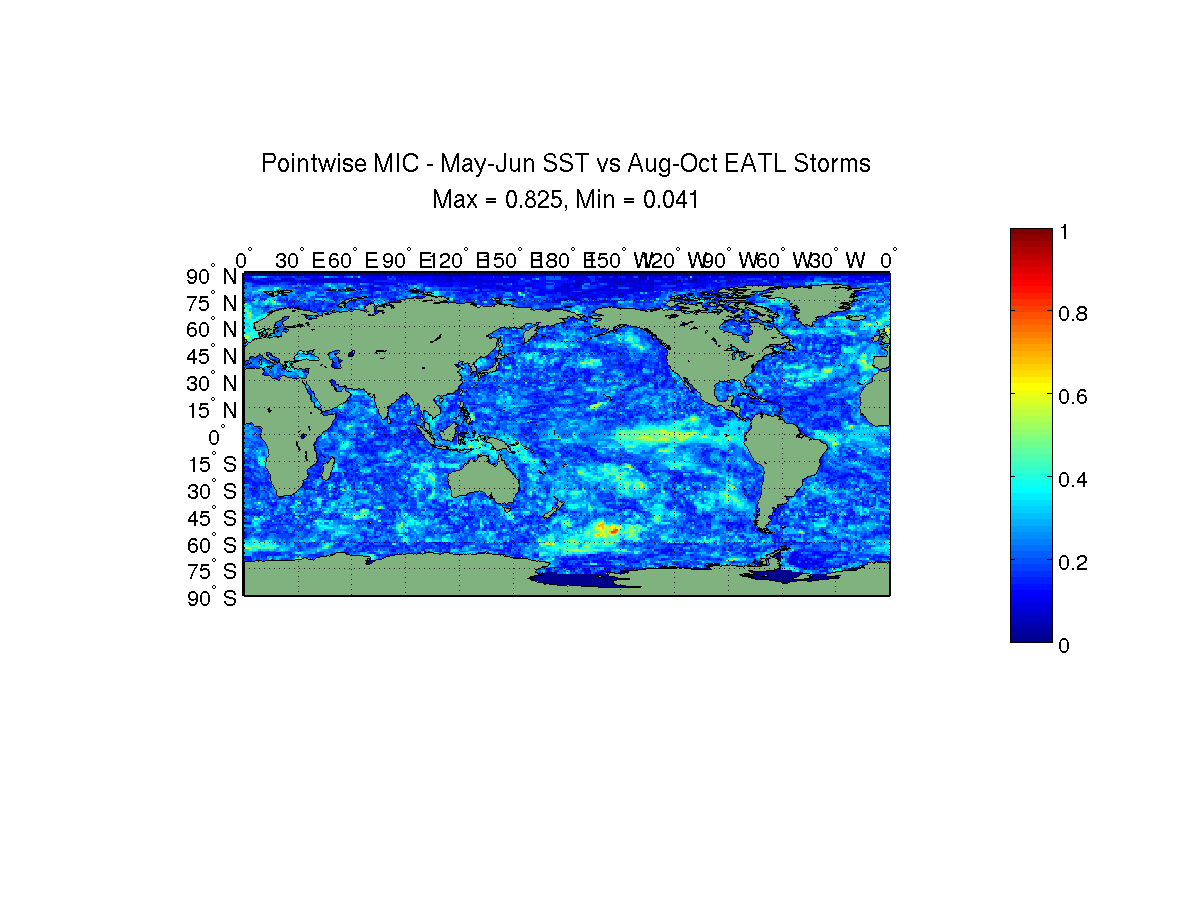 Pointwise MIC - May-Jun SST vs Aug-Oct EATL Storms
Max = 0.825, Min = 0.041
0° 30° E 60° E 90° E 120° E 150° E 180° E 150° W 120° W 90° W 60° W 30° W 0°
90° N
75° N
60° N
45° N
30° N
15° N
0°
15° S
30° S
45° S
60° S
75° S
90° S
1
0.8
0.6
0.4
0.2
0